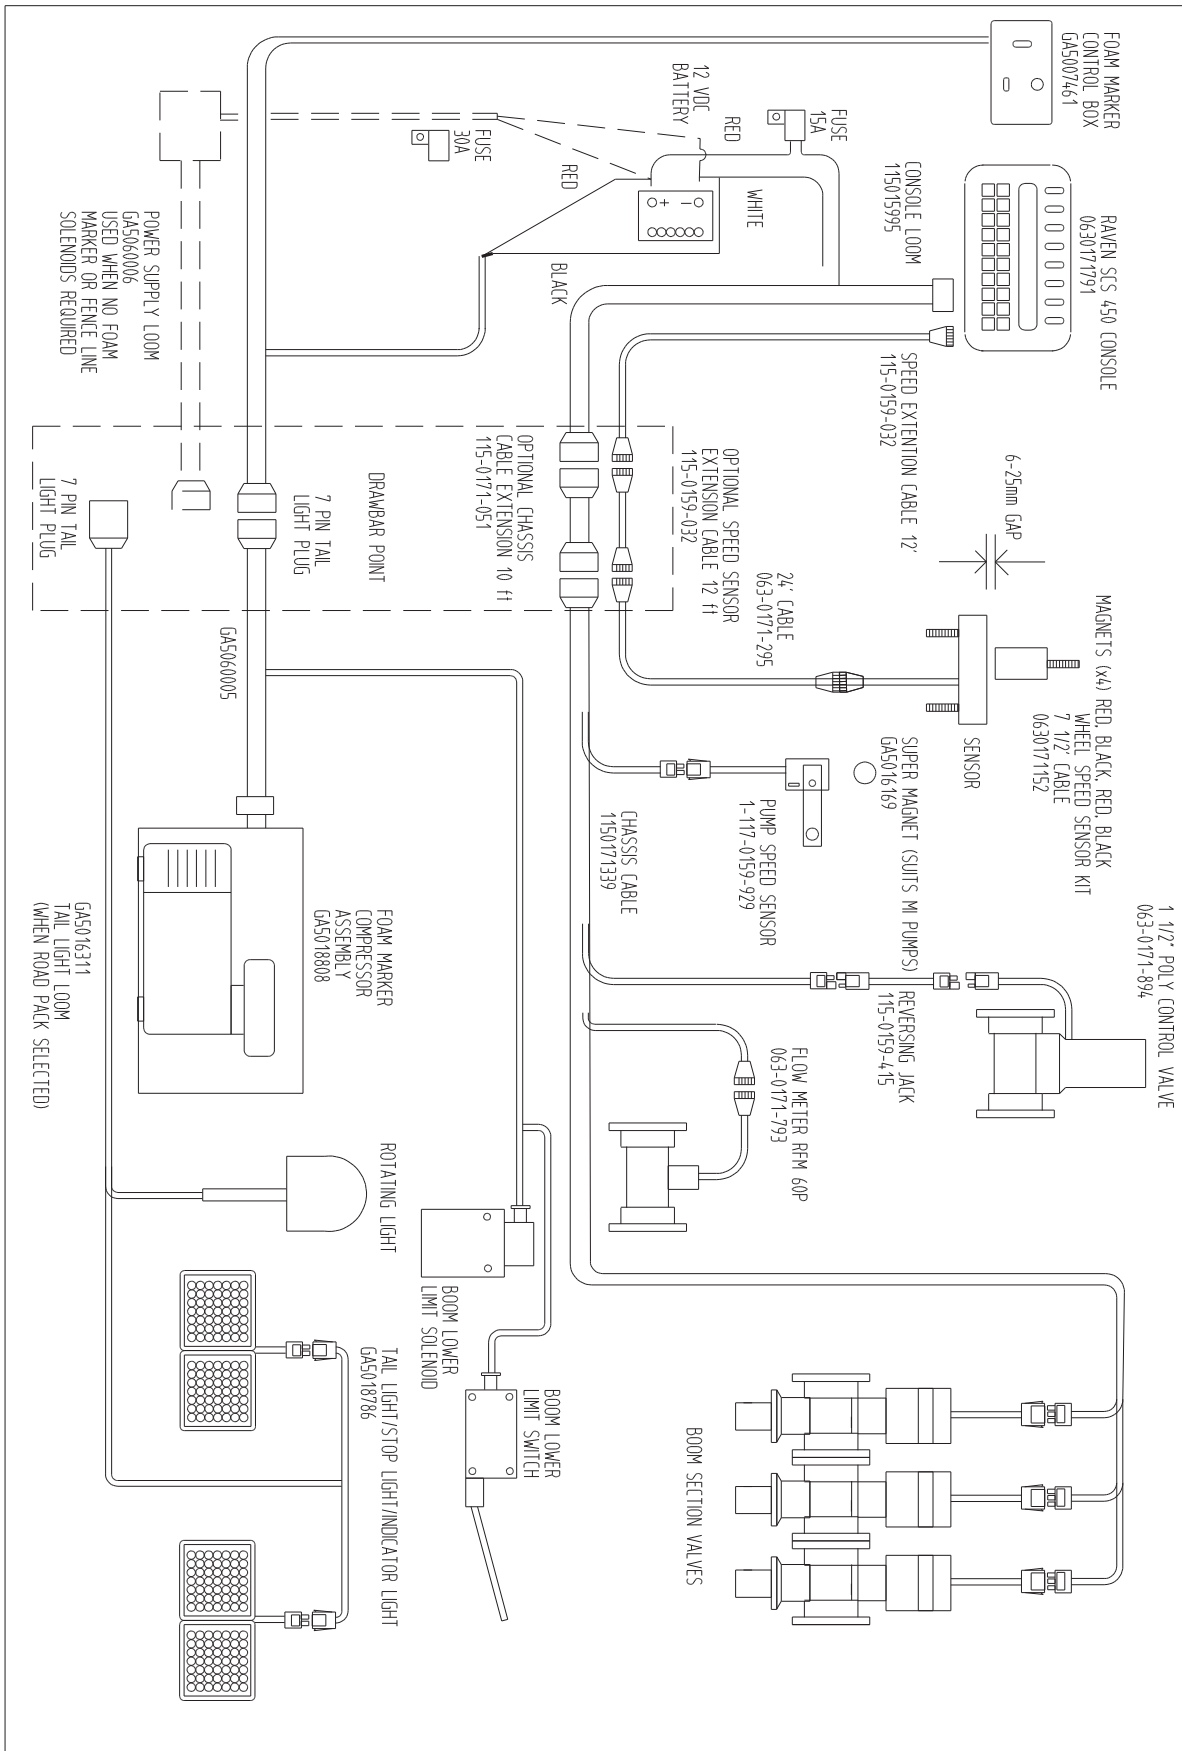 FOAM MARKER
CONTROL BOX
GA5007461
RAVEN SCS 450 CONSOLE
0630171791
FUSE
15A
RED
12 VDC
BATTERY
CONSOLE LOOM
115015995
WHITE
+
–
FUSE
30A
RED
BLACK
POWER SUPPLY LOOM
GA5060006
USED WHEN NO FOAM
MARKER OR FENCE LINE
SOLENOIDS REQUIRED
SPEED EXTENTION CABLE 12'
115-0159-032
6-25mm GAP
OPTIONAL SPEED SENSOR
EXTENSION CABLE 12 ft
115-0159-032
OPTIONAL CHASSIS
CABLE EXTENSION 10 ft
115-0171-051
DRAWBAR POINT
7 PIN TAIL
LIGHT PLUG
7 PIN TAIL
LIGHT PLUG
24' CABLE
063-0171-295
MAGNETS (x4) RED, BLACK, RED, BLACK
WHEEL SPEED SENSOR KIT
7 1/2' CABLE
0630171152
SENSOR
SUPER MAGNET (SUITS MI PUMPS)
GA5016169
PUMP SPEED SENSOR
1-117-0159-929
CHASSIS CABLE
1150171339
GA5060005
1 1/2" POLY CONTROL VALVE
063-0171-894
REVERSING JACK
115-0159-415
FLOW METER RFM 60P
063-0171-793
FOAM MARKER
COMPRESSOR
ASSEMBLY
GA5018808
GA5016311
TAIL LIGHT LOOM
(WHEN ROAD PACK SELECTED)
ROTATING LIGHT
BOOM LOWER
LIMIT SOLENOID
BOOM LOWER
LIMIT SWITCH
TAIL LIGHT/STOP LIGHT/INDICATOR LIGHT
GA5018786
BOOM SECTION VALVES